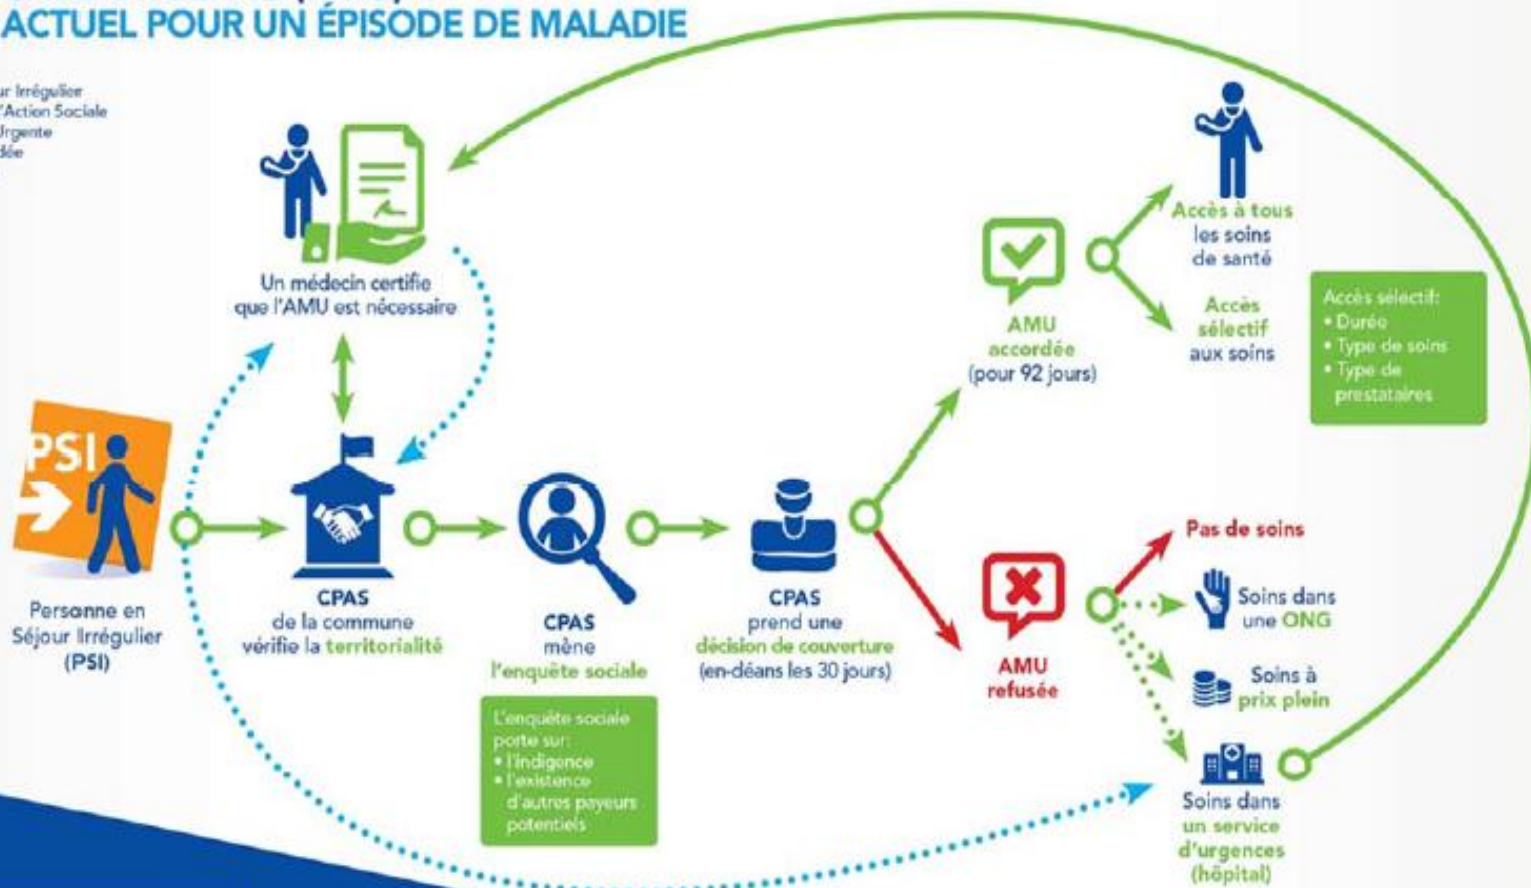 ACTUEL POUR UN ÉPISODE DE MALADIE
ur Irrégulier
'Action Sociale
Urgente
dée
Un médecin certifie
que l'AMU est nécessaire
PSI
Personne en
Séjour Irrégulier
(PSI)
CPAS
de la commune
vérifie la territorialité
CPAS
mène
l'enquête sociale
L'enquête sociale
porte sur:
• l'indigence
• l'existence
d'autres payeurs
potentiels
CPAS
prend une
décision de couverture
(en-déans les 30 jours)
AMU
accordée
(pour 92 jours)
Accès à tous
les soins
de santé
Accès
sélectif
aux soins
Accès sélectif:
• Durée
• Type de soins
• Type de
prestataires
AMU
refusée
Pas de soins
Soins dans
une ONG
Soins à
prix plein
Soins dans
un service
d'urgences
(hôpital)